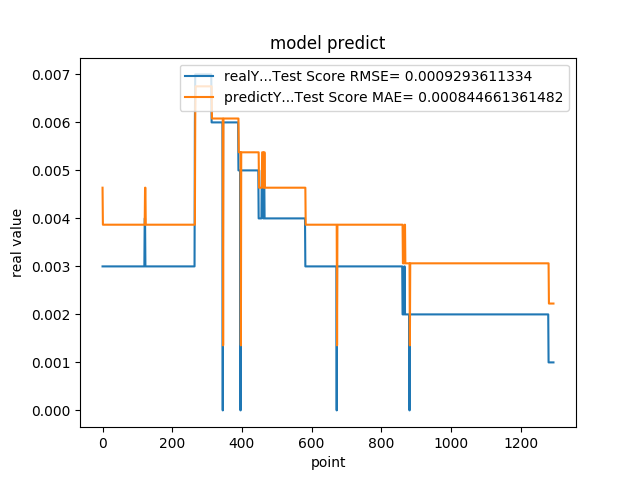 model predict
realY...Test Score RMSE= 0.0009293611334
predictY...Test Score MAE= 0.000844661361482
real value
0.007
0.006
0.005
0.004
0.003
0.002
0.001
0.000
0 200 400 600 800 1000 1200
point